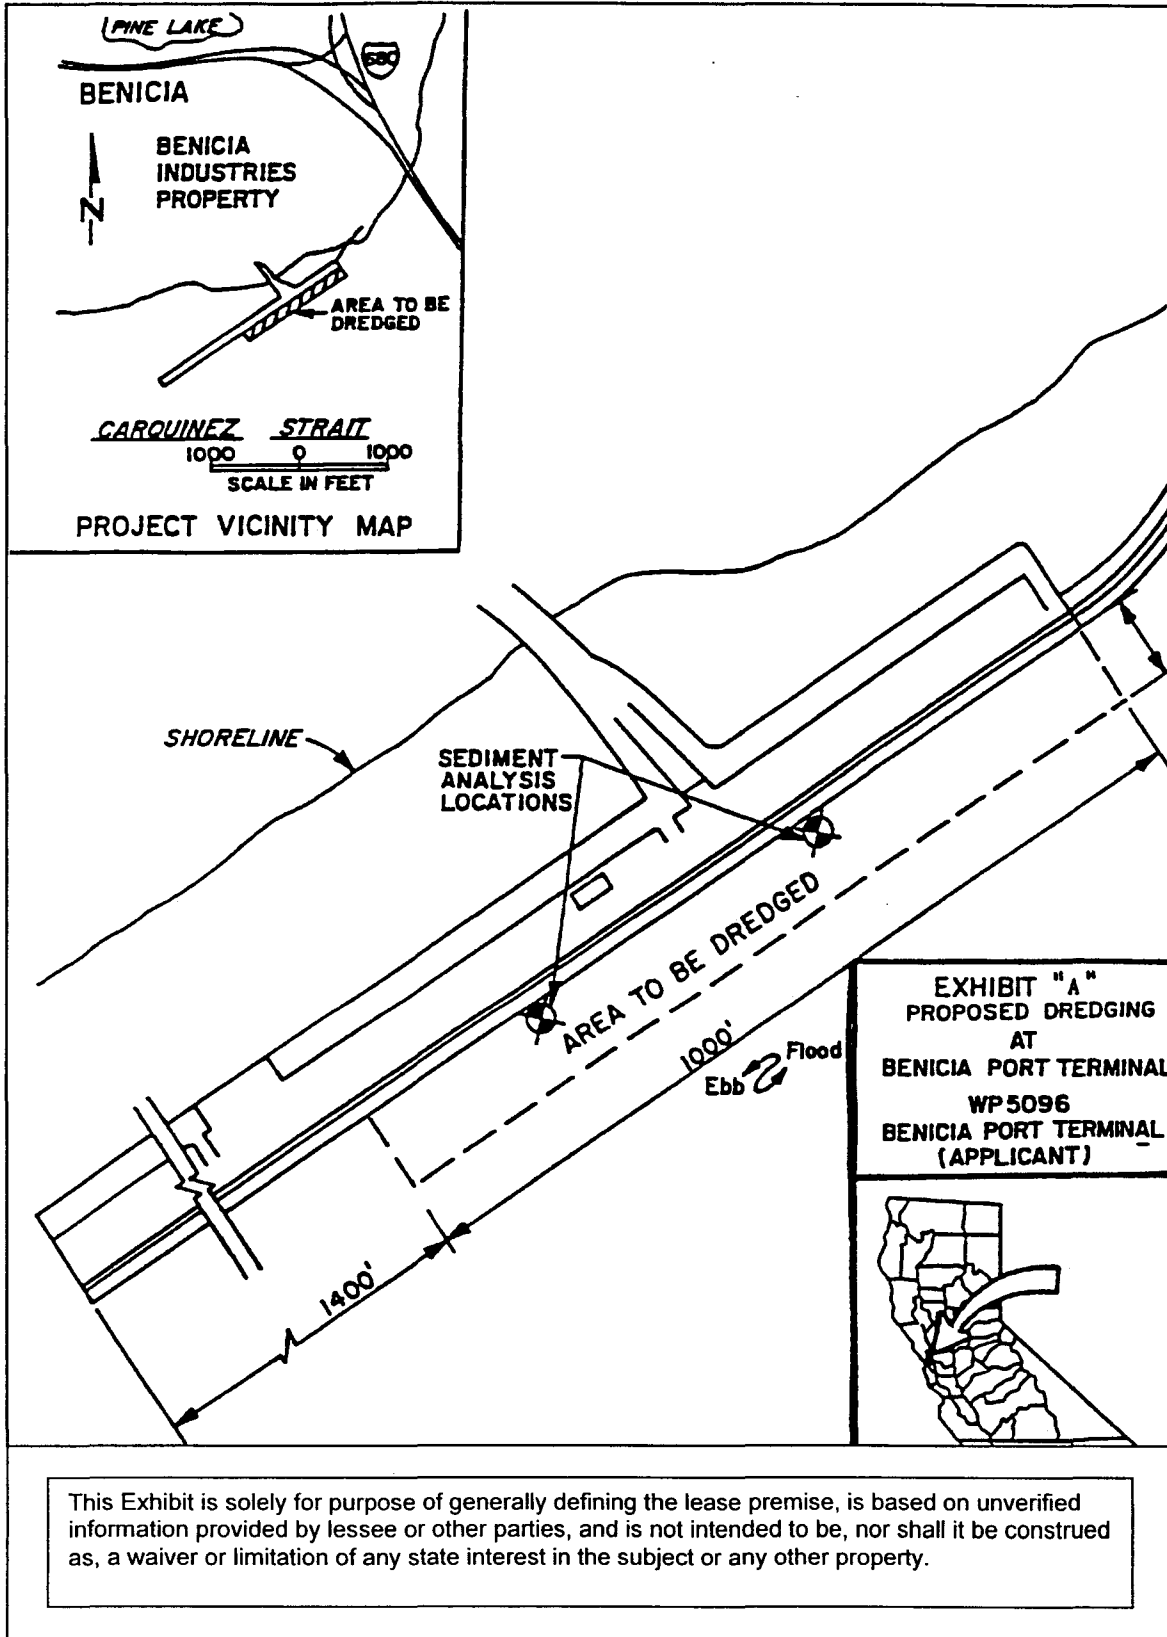 PINE LAKE
680
BENICIA
BENICIA
INDUSTRIES
PROPERTY
N
AREA TO BE
DREDGED
CARQUINEZ STRAIT
1000 0 1000
SCALE IN FEET
PROJECT VICINITY MAP
SHORELINE
SEDIMENT
ANALYSIS
LOCATIONS
AREA TO BE DREDGED
1000'
Flood
Ebb
1400'
EXHIBIT "A"
PROPOSED DREDGING
AT
BENICIA PORT TERMINAL
WP5096
BENICIA PORT TERMINAL
(APPLICANT)
This Exhibit is solely for purpose of generally defining the lease premise, is based on unverified
information provided by lessee or other parties, and is not intended to be, nor shall it be construed
as, a waiver or limitation of any state interest in the subject or any other property.